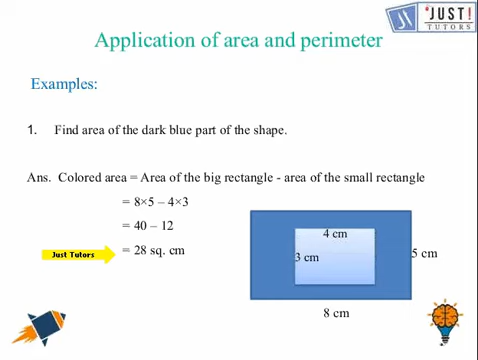 JUST!
TUTORS
Application of area and perimeter
Examples:
1. Find area of the dark blue part of the shape.
Ans. Colored area = Area of the big rectangle - area of the small rectangle
= 8×5 – 4×3
= 40 – 12
Just Tutors
= 28 sq. cm
4 cm
3 cm
5 cm
8 cm